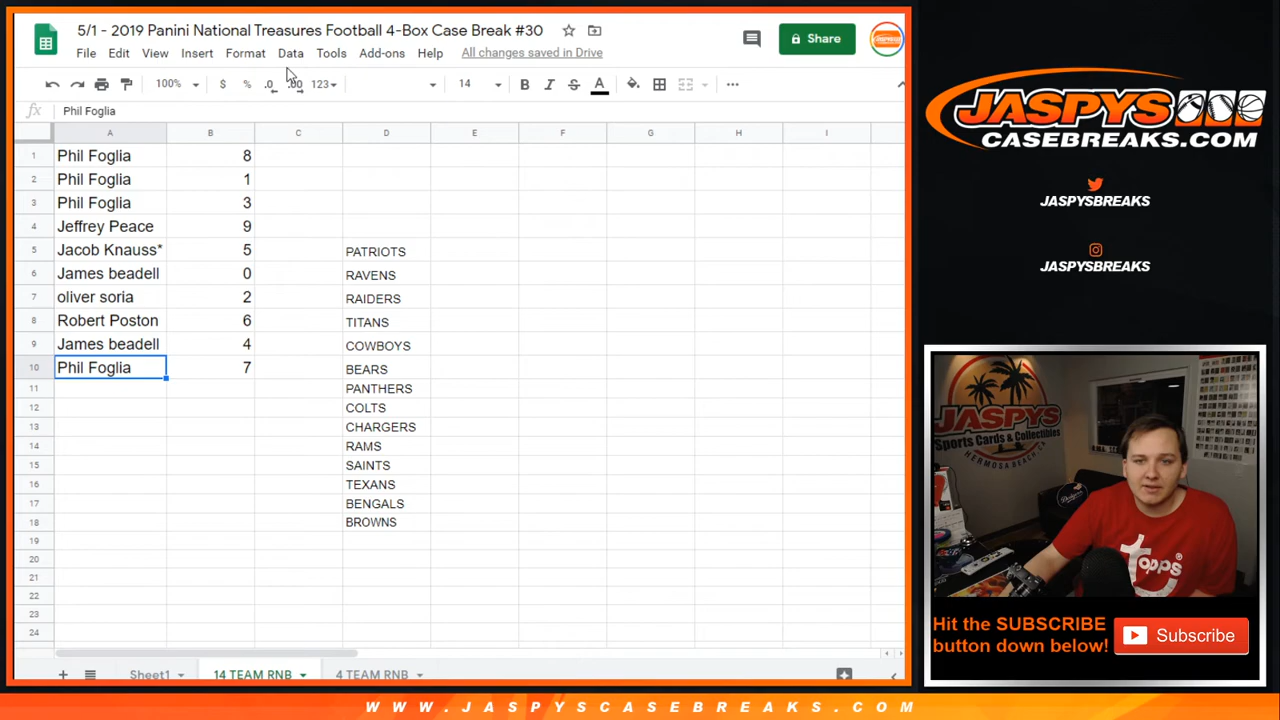 5/1 - 2019 Panini National Treasures Football 4-Box Case Break #30
File Edit View Insert Format Data Tools Add-ons Help All changes saved in Drive
Share
100% $ % .0 .00 123 14 B I S A
fx Phil Foglia
A B C D E F G H I
1 Phil Foglia 8
2 Phil Foglia 1
3 Phil Foglia 3
4 Jeffrey Peace 9
5 Jacob Knauss* 5 PATRIOTS
6 James beadell 0 RAVENS
7 oliver soria 2 RAIDERS
8 Robert Poston 6 TITANS
9 James beadell 4 COWBOYS
10 Phil Foglia 7 BEARS
11 PANTHERS
12 COLTS
13 CHARGERS
14 RAMS
15 SAINTS
16 TEXANS
17 BENGALS
18 BROWNS
19
20
21
22
23
24
Sheet1 14 TEAM RNB 4 TEAM RNB
JASPYS
CASEBREAKS.COM
JASPYSBREAKS
JASPYSBREAKS
JASPYS
Sports Cards & Collectibles
HERMOSA BEACH CA
Dodgers
topps
Hit the SUBSCRIBE
button down below!
Subscribe
WWW.JASPYSCASEBREAKS.COM